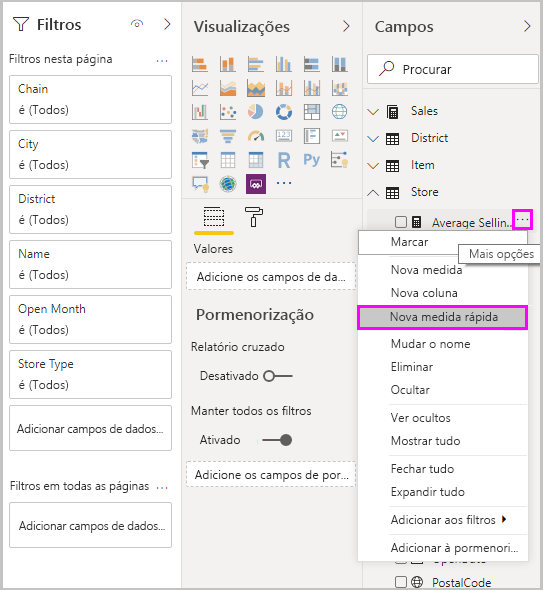 Filtros
Filtros nesta página
...
Chain
é (Todos)
City
é (Todos)
District
é (Todos)
Name
é (Todos)
Open Month
é (Todos)
Store Type
é (Todos)
Adicionar campos de dados...
Filtros em todas as páginas
...
Adicionar campos de dados...
Visualizações
123
R
Py
...
Valores
Adicione os campos de da...
Pormenorização
Relatório cruzado
Desativado
Manter todos os filtros
Ativado
Adicione os campos de por...
Campos
Procurar
Sales
District
Item
Store
Average Sellin...
...
Marcar
Mais opções
Nova medida
Nova coluna
Nova medida rápida
Mudar o nome
Eliminar
Ocultar
Ver ocultos
Mostrar tudo
Fechar tudo
Expandir tudo
Adicionar aos filtros
Adicionar à pormenori...
PostalCode